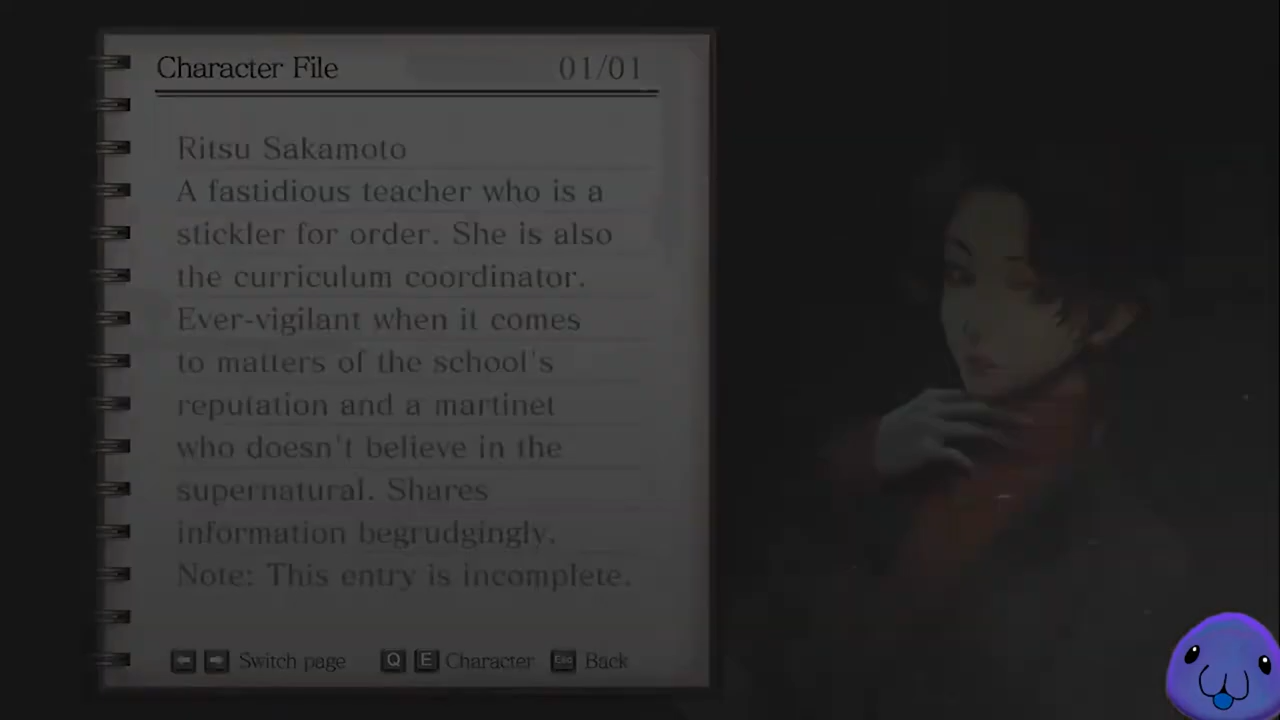 Character File 01/01
Ritsu Sakamoto
A fastidious teacher who is a
stickler for order. She is also
the curriculum coordinator.
Ever-vigilant when it comes
to matters of the school's
reputation and a martinet
who doesn't believe in the
supernatural. Shares
information begrudgingly.
Note: This entry is incomplete.
Switch page Q E Character Esc Back